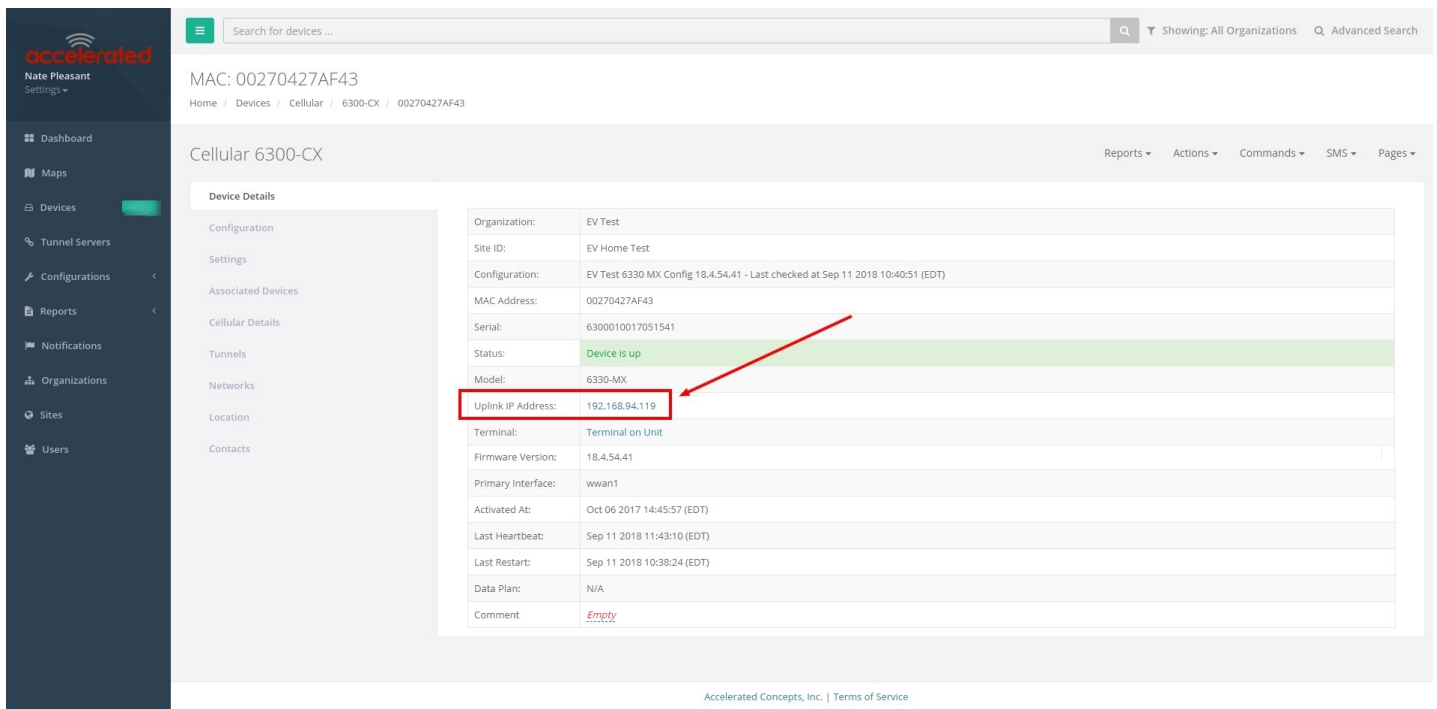 accelerated
Nate Pleasant
Settings
Dashboard
Maps
Devices
Tunnel Servers
Configurations
Reports
Notifications
Organizations
Sites
Users
Search for devices ...
Showing: All Organizations
Advanced Search
MAC: 00270427AF43
Home / Devices / Cellular / 6300-CX / 00270427AF43
Cellular 6300-CX
Reports
Actions
Commands
SMS
Pages
Device Details
Configuration
Settings
Associated Devices
Cellular Details
Tunnels
Networks
Location
Contacts
Organization: EV Test
Site ID: EV Home Test
Configuration: EV Test 6330 MX Config 18.4.54.41 - Last checked at Sep 11 2018 10:40:51 (EDT)
MAC Address: 00270427AF43
Serial: 6300010017051541
Status: Device is up
Model: 6330-MX
Uplink IP Address: 192.168.94.119
Terminal: Terminal on Unit
Firmware Version: 18.4.54.41
Primary Interface: wwan1
Activated At: Oct 06 2017 14:45:57 (EDT)
Last Heartbeat: Sep 11 2018 11:43:10 (EDT)
Last Restart: Sep 11 2018 10:38:24 (EDT)
Data Plan: N/A
Comment Empty
Accelerated Concepts, Inc. | Terms of Service